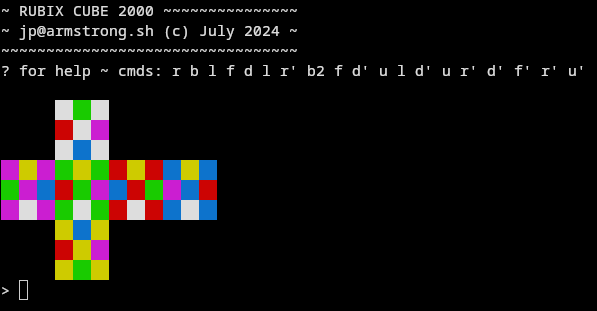 ~ RUBIX CUBE 2000 ~~~~~~~~~~~~~~~
~ jp@armstrong.sh (c) July 2024 ~
~~~~~~~~~~~~~~~~~~~~~~~~~~~~~~~~~
? for help ~ cmds: r b l f d l r' b2 f d' u l d' u r' d' f' r' u'
>